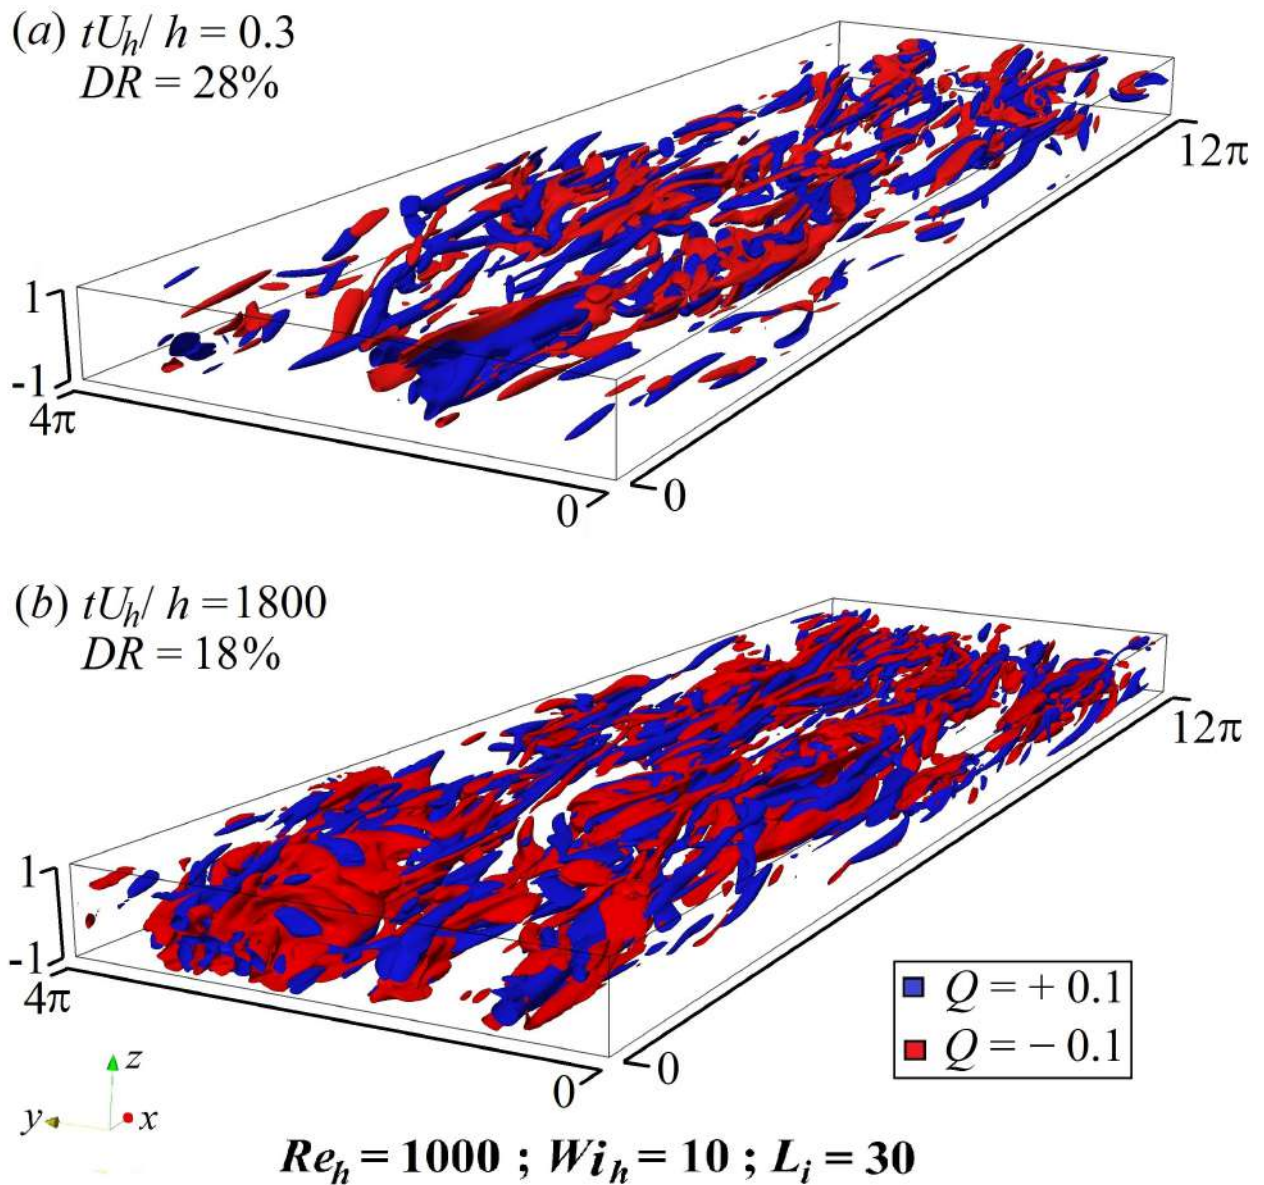 (a) tU_h / h = 0.3
DR = 28%
12π
1
-1
4π
0
0
(b) tU_h / h = 1800
DR = 18%
12π
1
-1
4π
0
0
Q = + 0.1
Q = − 0.1
z
y
x
Re_h = 1000 ; Wi_h = 10 ; L_i = 30